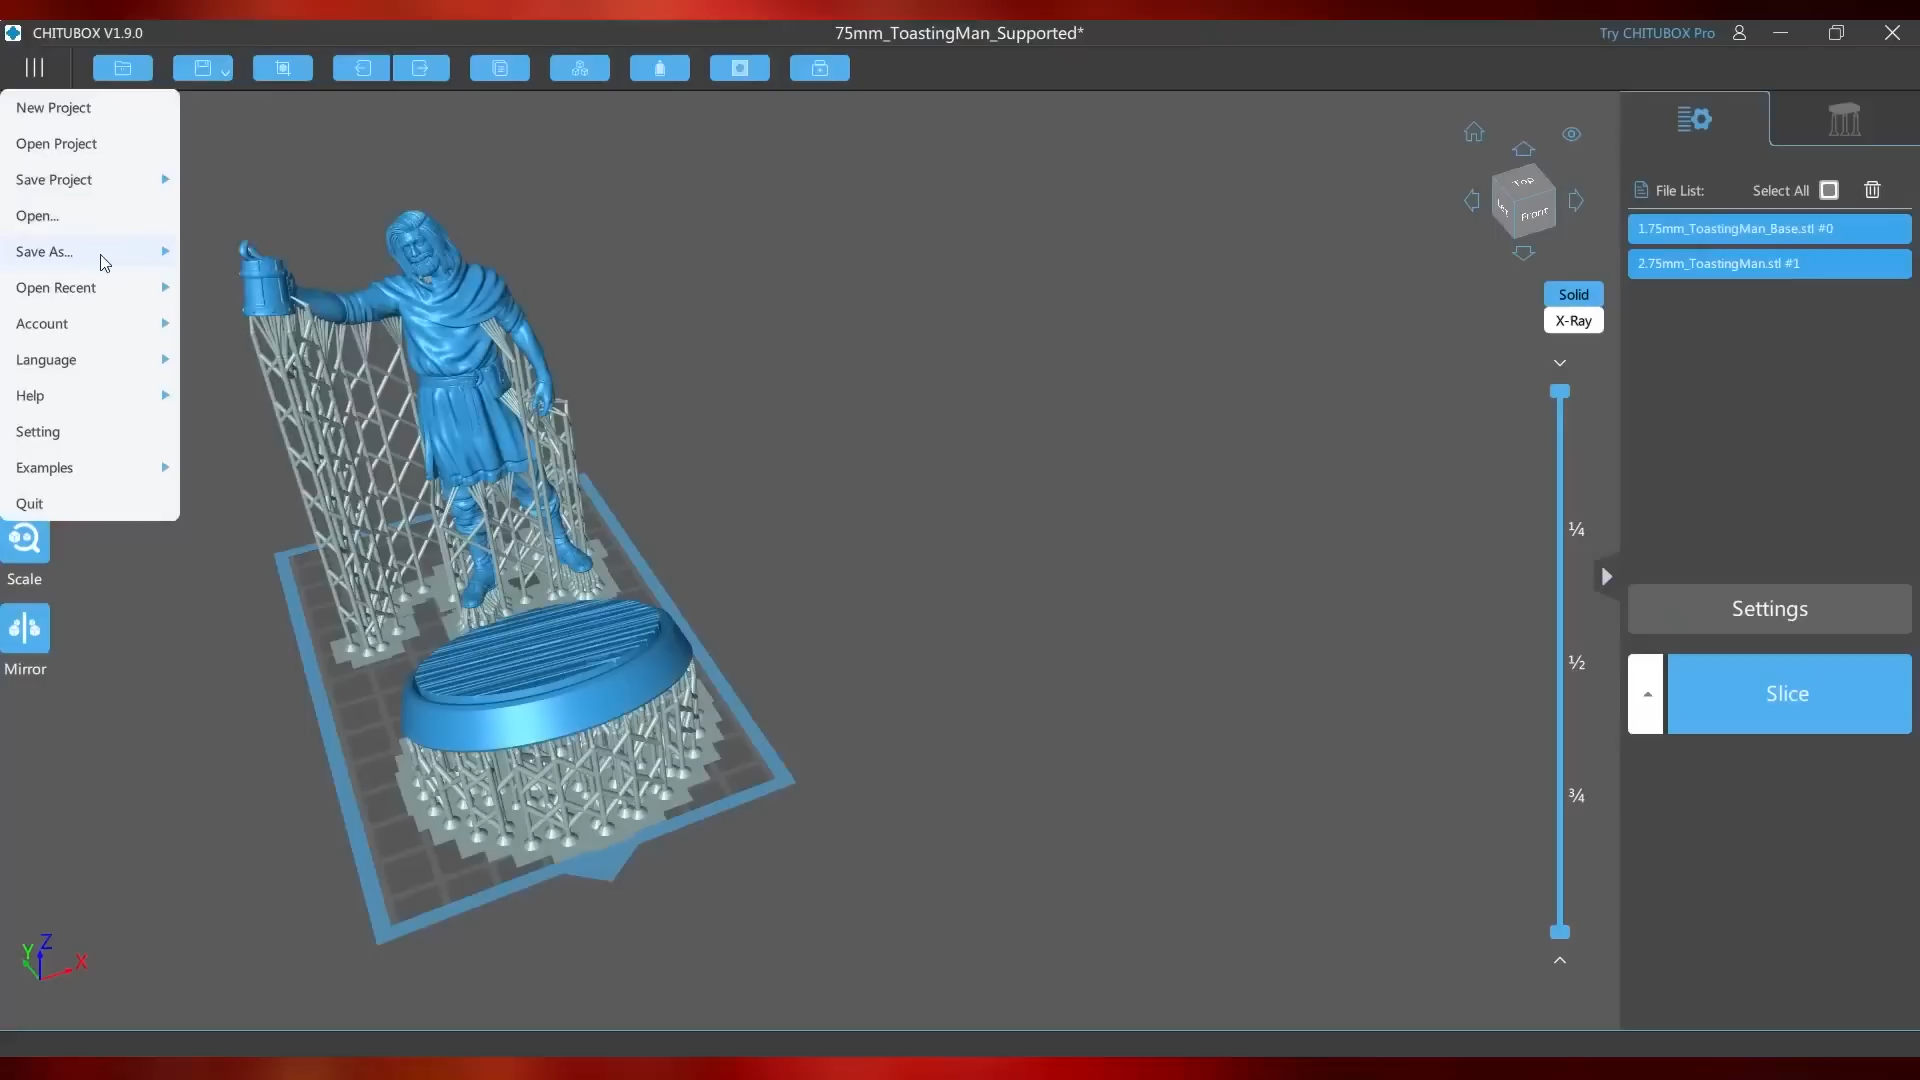 CHITUBOX V1.9.0
75mm_ToastingMan_Supported*
Try CHITUBOX Pro
New Project
Open Project
Save Project
Open...
Save As...
Open Recent
Account
Language
Help
Setting
Examples
Quit
Scale
Mirror
Top
Front
Solid
X-Ray
¼
½
¾
File List:
Select All
1.75mm_ToastingMan_Base.stl #0
2.75mm_ToastingMan.stl #1
Settings
Slice
Y
Z
X